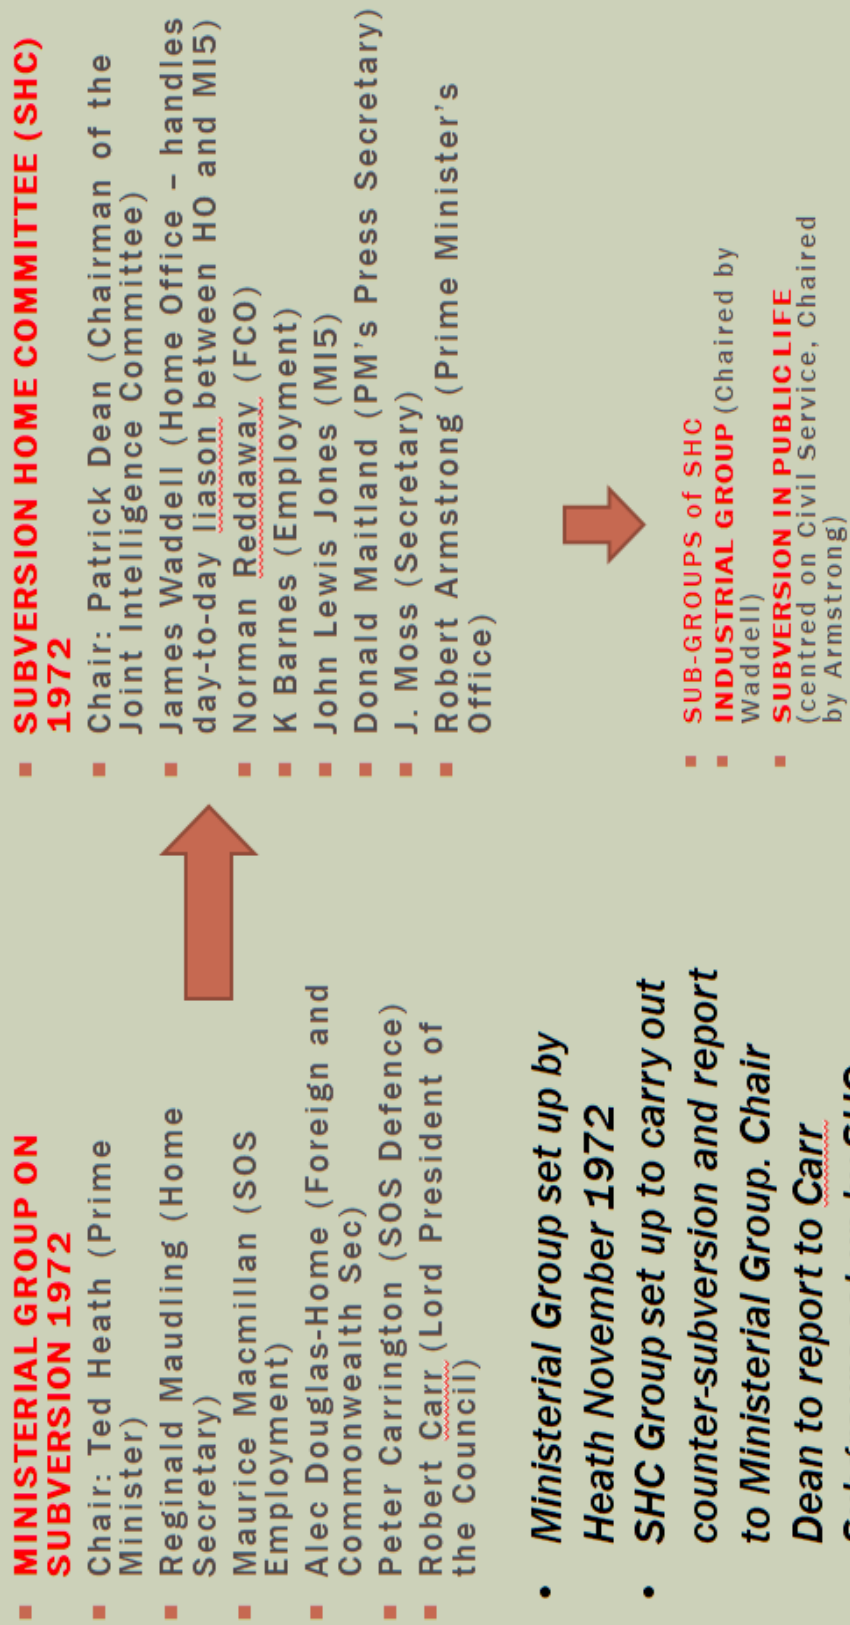 MINISTERIAL GROUP ON
SUBVERSION 1972
Chair: Ted Heath (Prime
Minister)
Reginald Maudling (Home
Secretary)
Maurice Macmillan (SOS
Employment)
Alec Douglas-Home (Foreign and
Commonwealth Sec)
Peter Carrington (SOS Defence)
Robert Carr (Lord President of
the Council)
Ministerial Group set up by
Heath November 1972
SHC Group set up to carry out
counter-subversion and report
to Ministerial Group. Chair
Dean to report to Carr
SUBVERSION HOME COMMITTEE (SHC)
1972
Chair: Patrick Dean (Chairman of the
Joint Intelligence Committee)
James Waddell (Home Office – handles
day-to-day liason between HO and MI5)
Norman Reddaway (FCO)
K Barnes (Employment)
John Lewis Jones (MI5)
Donald Maitland (PM's Press Secretary)
J. Moss (Secretary)
Robert Armstrong (Prime Minister's
Office)
SUB-GROUPS of SHC
INDUSTRIAL GROUP (Chaired by
Waddell)
SUBVERSION IN PUBLIC LIFE
(centred on Civil Service, Chaired
by Armstrong)